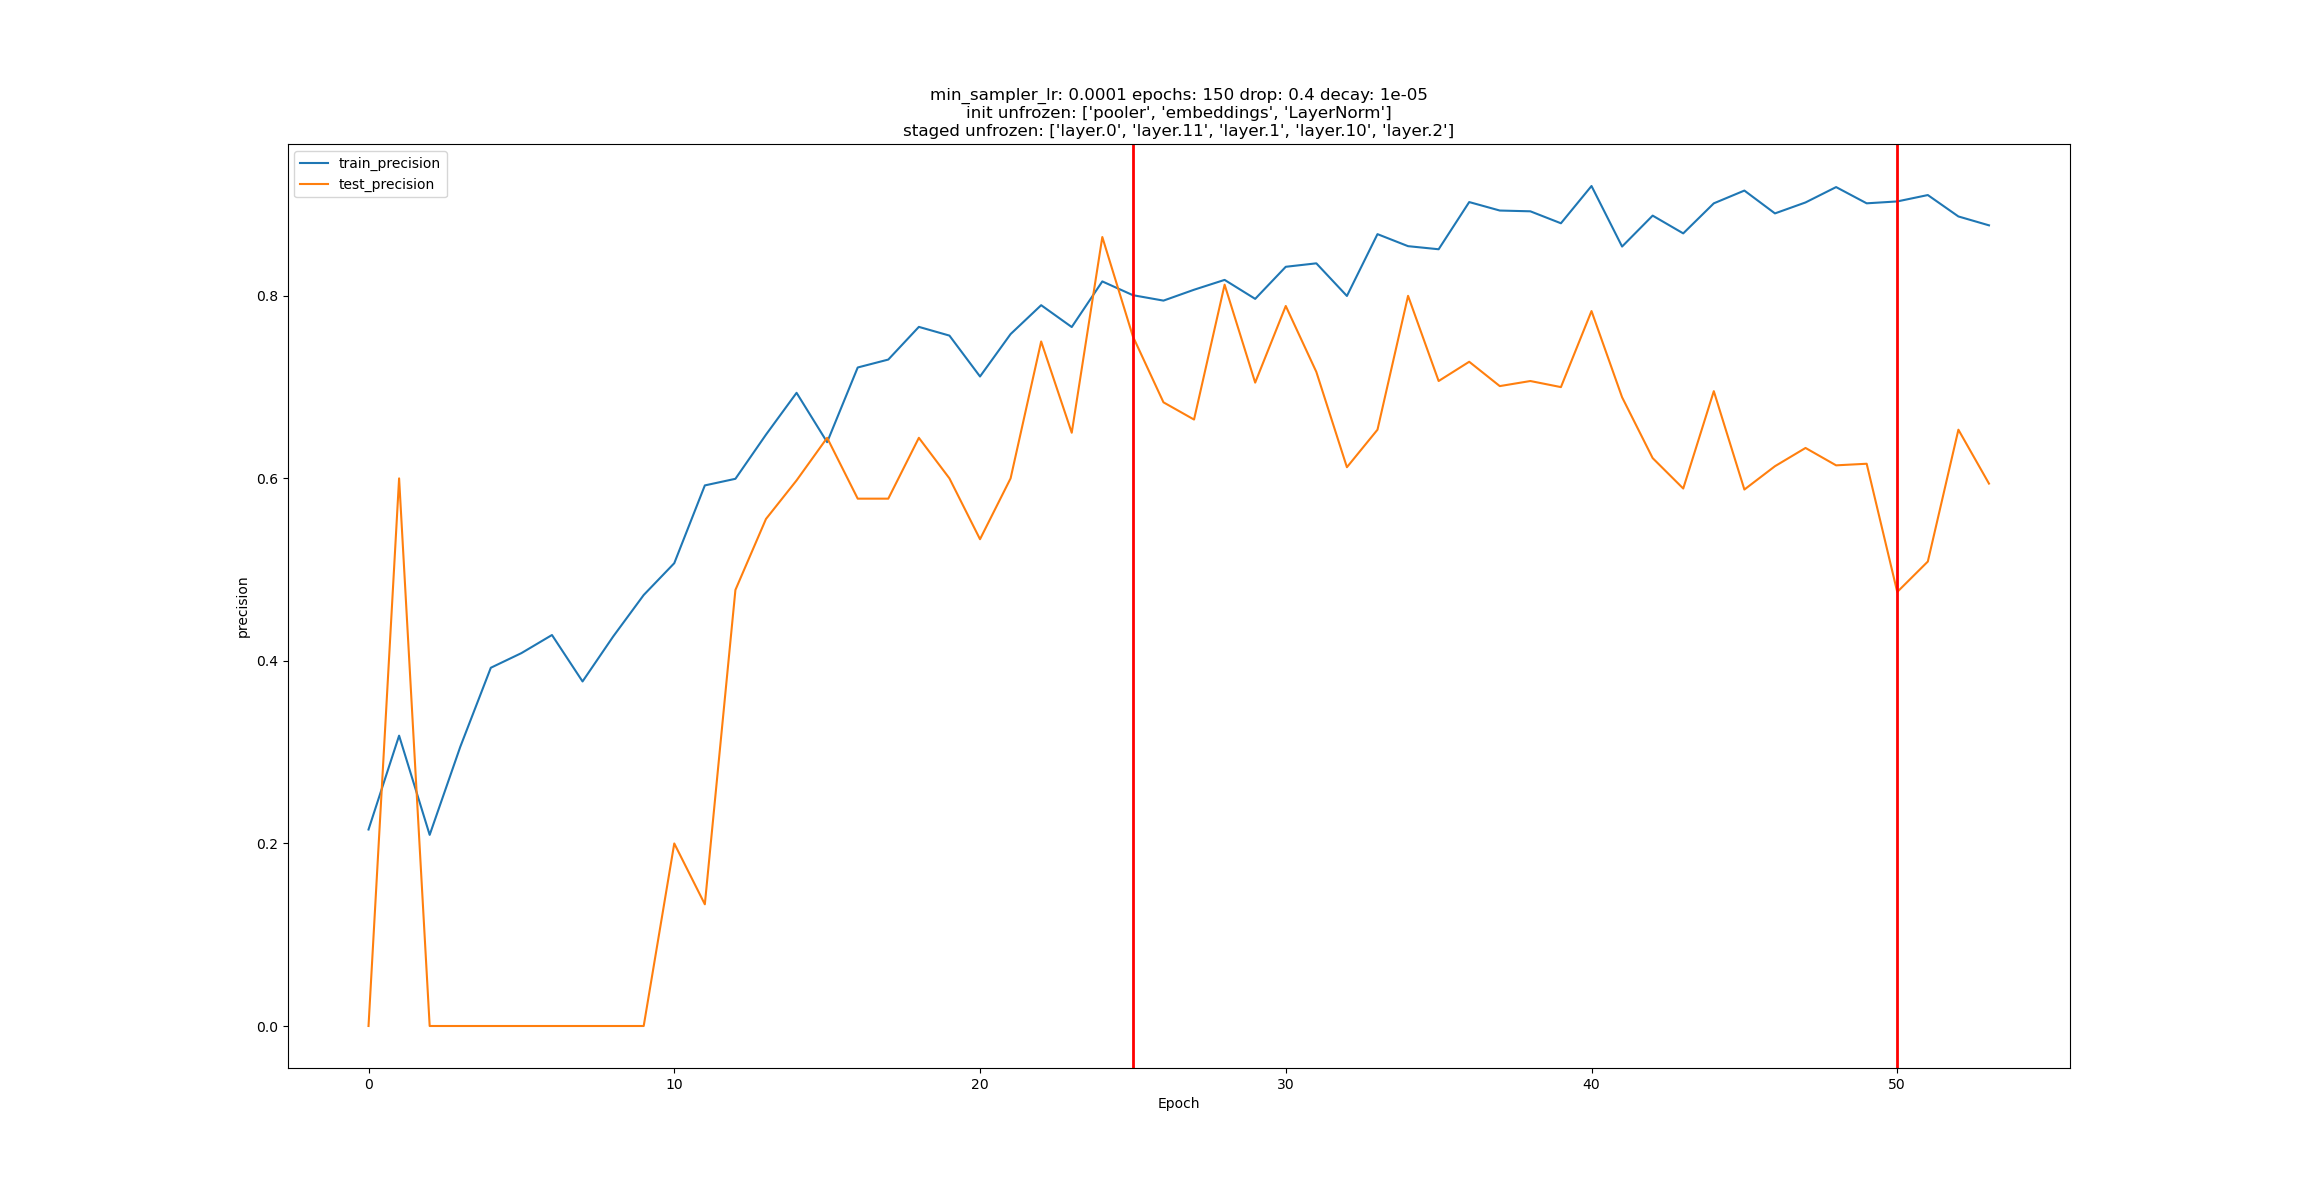 min_sampler_lr: 0.0001 epochs: 150 drop: 0.4 decay: 1e-05
init unfrozen: ['pooler', 'embeddings', 'LayerNorm']
staged unfrozen: ['layer.0', 'layer.11', 'layer.1', 'layer.10', 'layer.2']
train_precision
test_precision
0.8
0.6
0.4
0.2
0.0
precision
0 10 20 30 40 50
Epoch